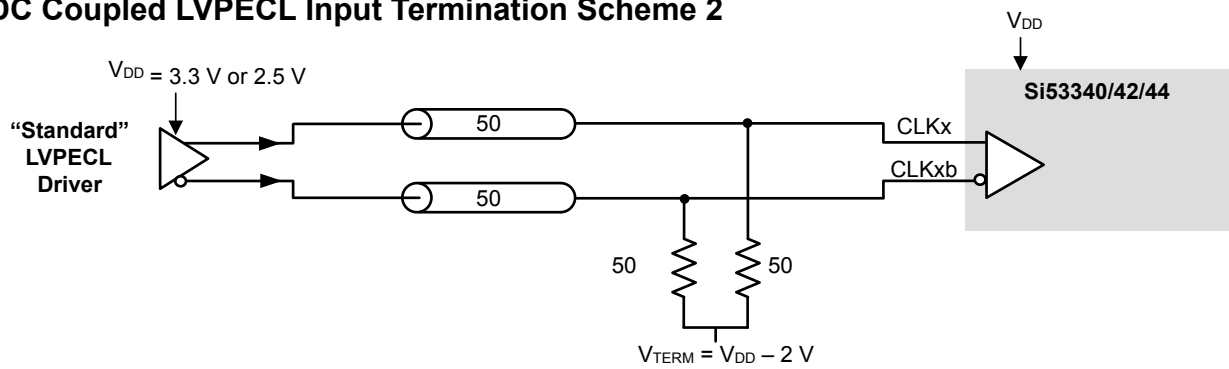 DC Coupled LVPECL Input Termination Scheme 2
VDD
VDD = 3.3 V or 2.5 V
Si53340/42/44
“Standard”
LVPECL
Driver
50
CLKx
CLKxb
50
50
50
VTERM = VDD – 2 V